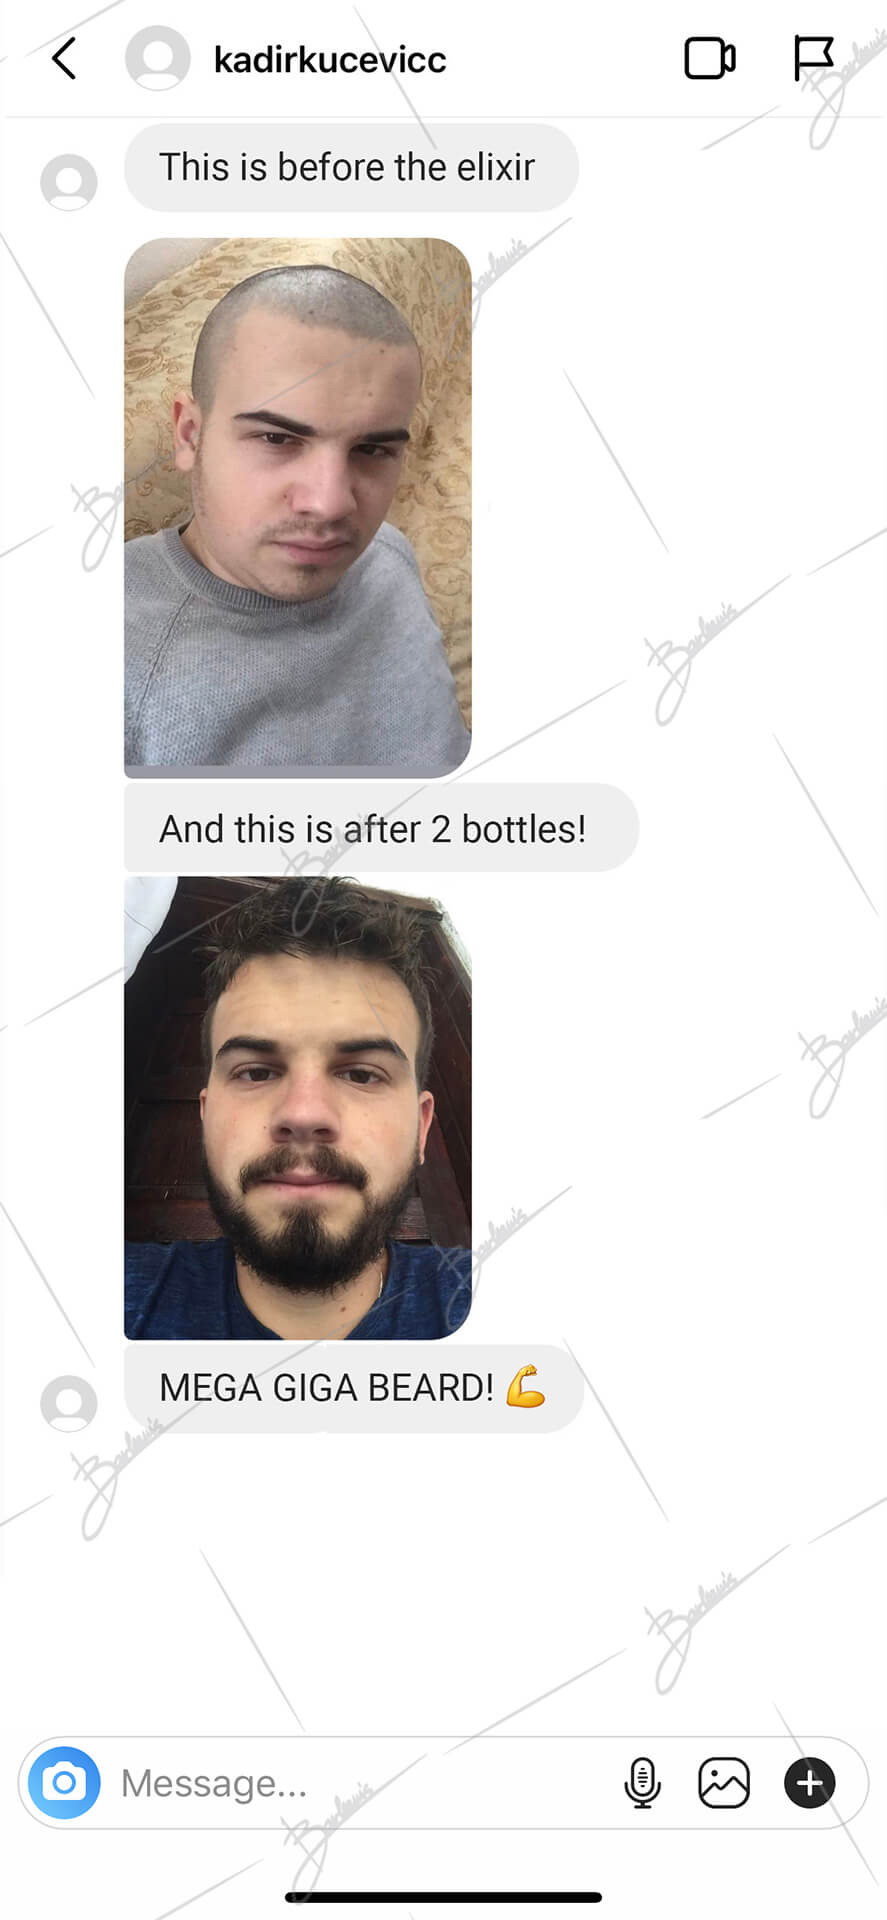 kadirkucevicc
This is before the elixir
And this is after 2 bottles!
MEGA GIGA BEARD! 💪
Message...